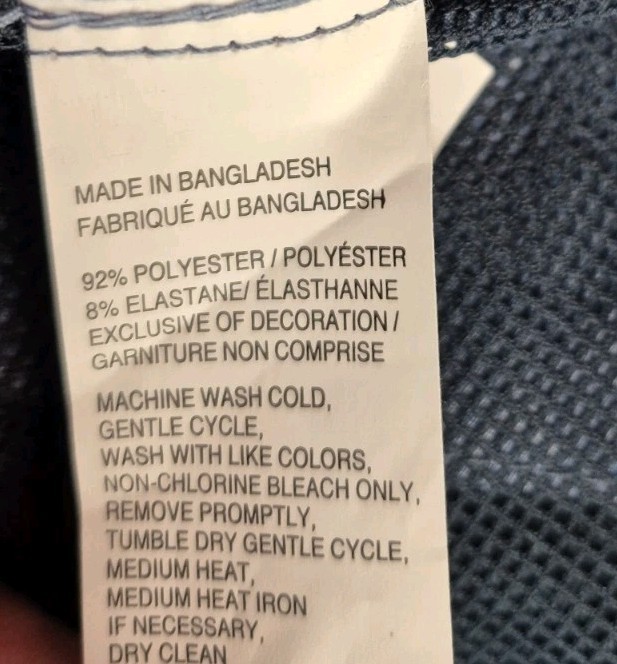 MADE IN BANGLADESH
FABRIQUÉ AU BANGLADESH
92% POLYESTER / POLYÉSTER
8% ELASTANE/ ÉLASTHANNE
EXCLUSIVE OF DECORATION /
GARNITURE NON COMPRISE
MACHINE WASH COLD,
GENTLE CYCLE,
WASH WITH LIKE COLORS,
NON-CHLORINE BLEACH ONLY,
REMOVE PROMPTLY,
TUMBLE DRY GENTLE CYCLE,
MEDIUM HEAT,
MEDIUM HEAT IRON
IF NECESSARY,
DRY CLEAN